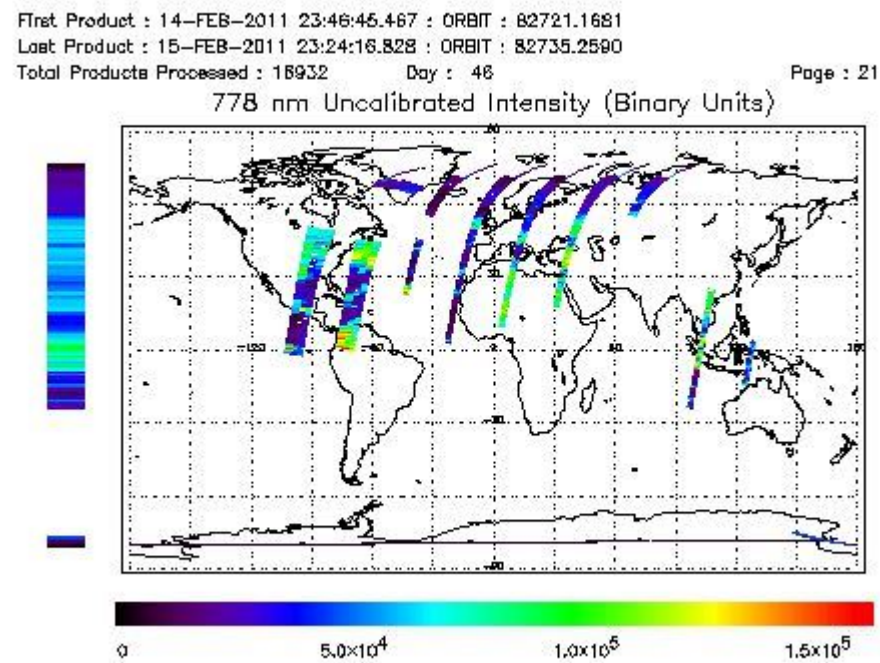 First Product : 14-FEB-2011 23:46:45.467 : ORBIT : 82721.1681
Last Product : 15-FEB-2011 23:24:16.828 : ORBIT : 82735.2590
Total Products Processed : 16932 Day : 46 Page : 21
778 nm Uncalibrated Intensity (Binary Units)
-120
0 5.0x10⁴ 1.0x10⁵ 1.5x10⁵